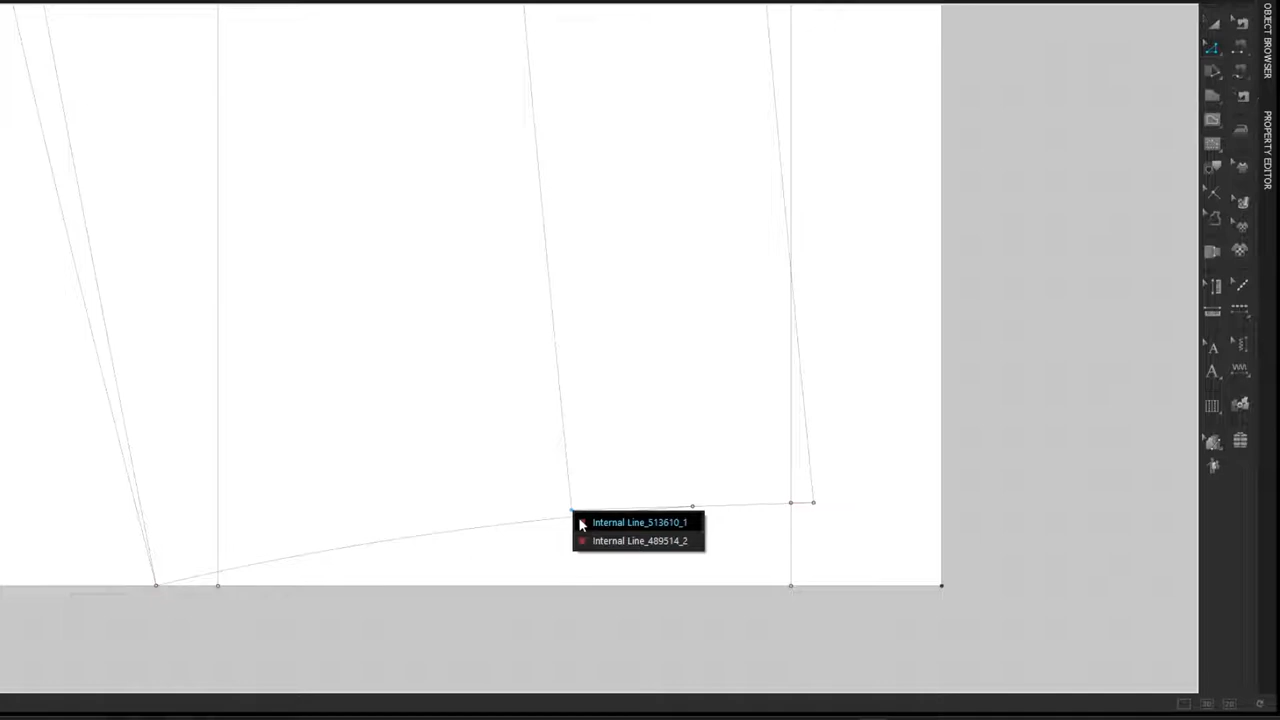 OBJECT BROWSER
PROPERTY EDITOR
Internal Line_513610_1
Internal Line_489514_2
A
A